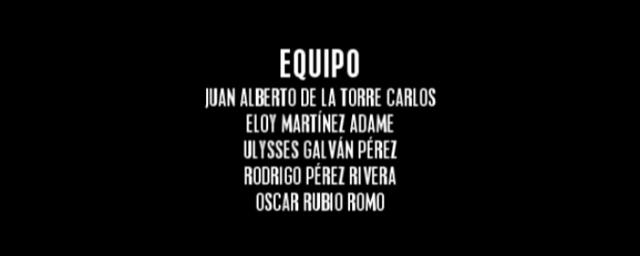 EQUIPO
JUAN ALBERTO DE LA TORRE CARLOS
ELOY MARTÍNEZ ADAME
ULYSSES GALVÁN PÉREZ
RODRIGO PÉREZ RIVERA
OSCAR RUBIO ROMO